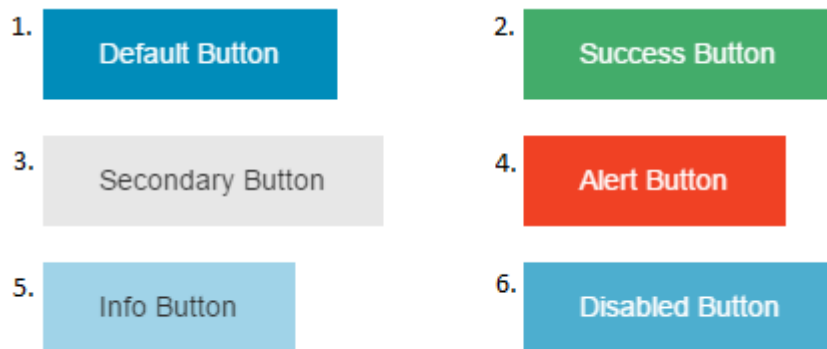 1. Default Button
2. Success Button
3. Secondary Button
4. Alert Button
5. Info Button
6. Disabled Button